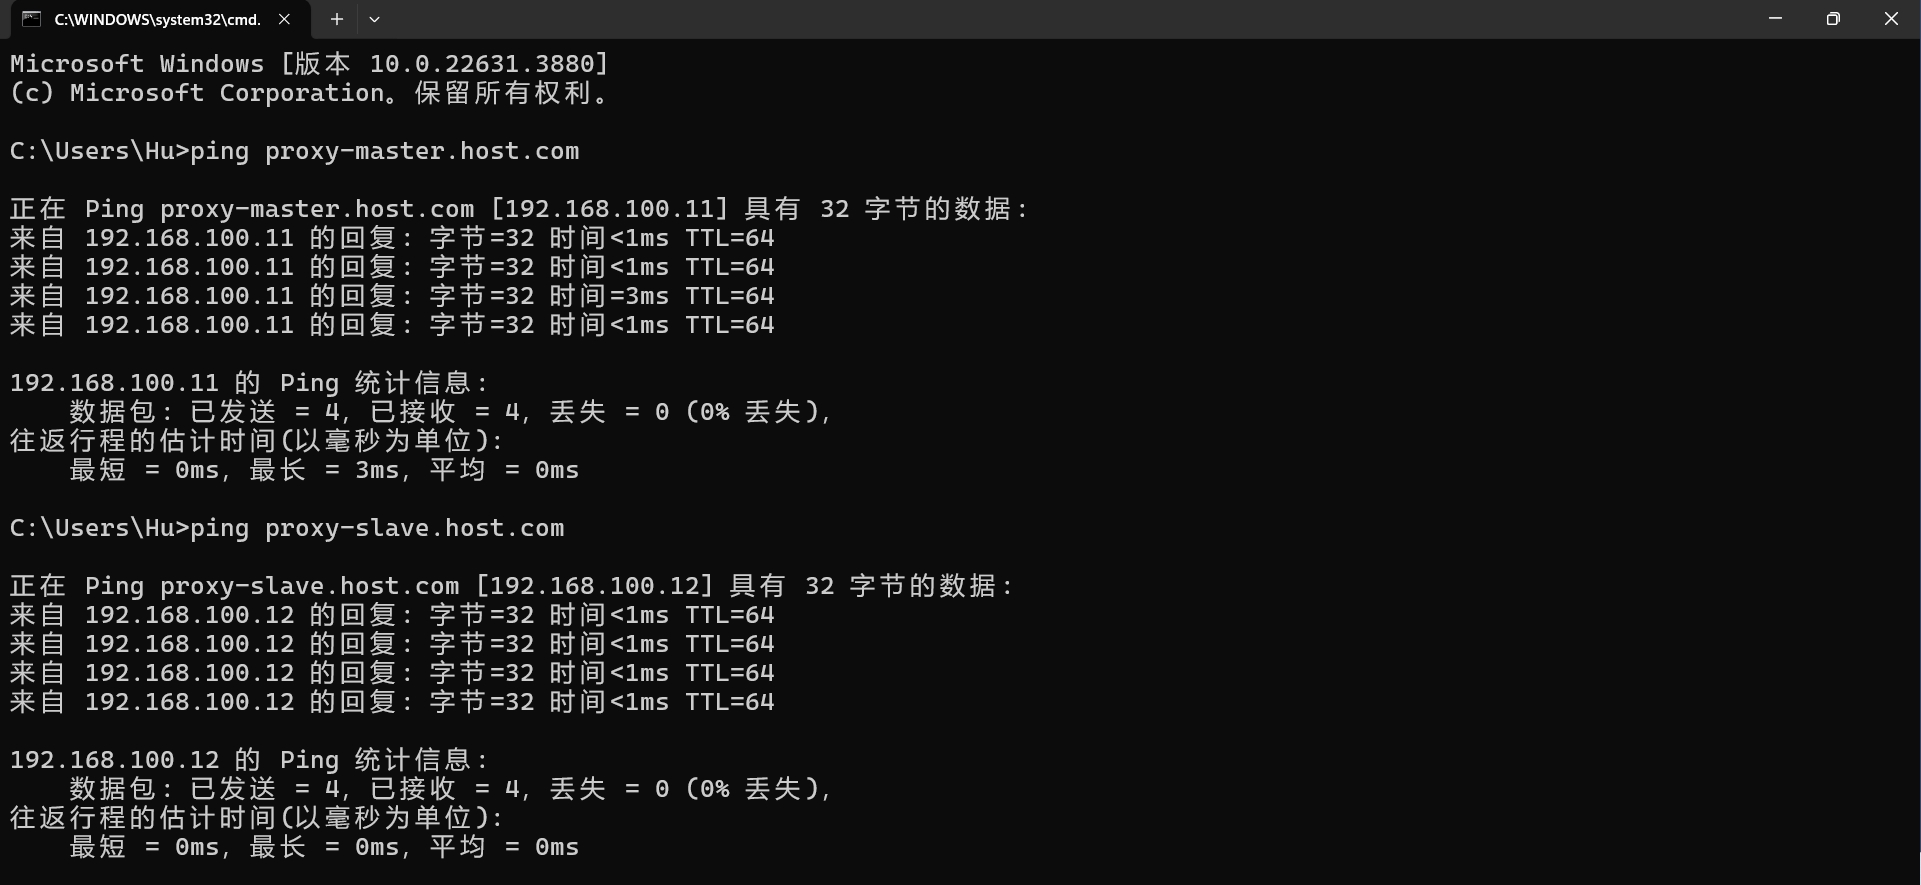 C:\WINDOWS\system32\cmd.
Microsoft Windows [版本 10.0.22631.3880]
(c) Microsoft Corporation。保留所有权利。
C:\Users\Hu>ping proxy-master.host.com
正在 Ping proxy-master.host.com [192.168.100.11] 具有 32 字节的数据:
来自 192.168.100.11 的回复: 字节=32 时间<1ms TTL=64
来自 192.168.100.11 的回复: 字节=32 时间<1ms TTL=64
来自 192.168.100.11 的回复: 字节=32 时间=3ms TTL=64
来自 192.168.100.11 的回复: 字节=32 时间<1ms TTL=64
192.168.100.11 的 Ping 统计信息:
    数据包: 已发送 = 4, 已接收 = 4, 丢失 = 0 (0% 丢失),
往返行程的估计时间(以毫秒为单位):
    最短 = 0ms, 最长 = 3ms, 平均 = 0ms
C:\Users\Hu>ping proxy-slave.host.com
正在 Ping proxy-slave.host.com [192.168.100.12] 具有 32 字节的数据:
来自 192.168.100.12 的回复: 字节=32 时间<1ms TTL=64
来自 192.168.100.12 的回复: 字节=32 时间<1ms TTL=64
来自 192.168.100.12 的回复: 字节=32 时间<1ms TTL=64
来自 192.168.100.12 的回复: 字节=32 时间<1ms TTL=64
192.168.100.12 的 Ping 统计信息:
    数据包: 已发送 = 4, 已接收 = 4, 丢失 = 0 (0% 丢失),
往返行程的估计时间(以毫秒为单位):
    最短 = 0ms, 最长 = 0ms, 平均 = 0ms